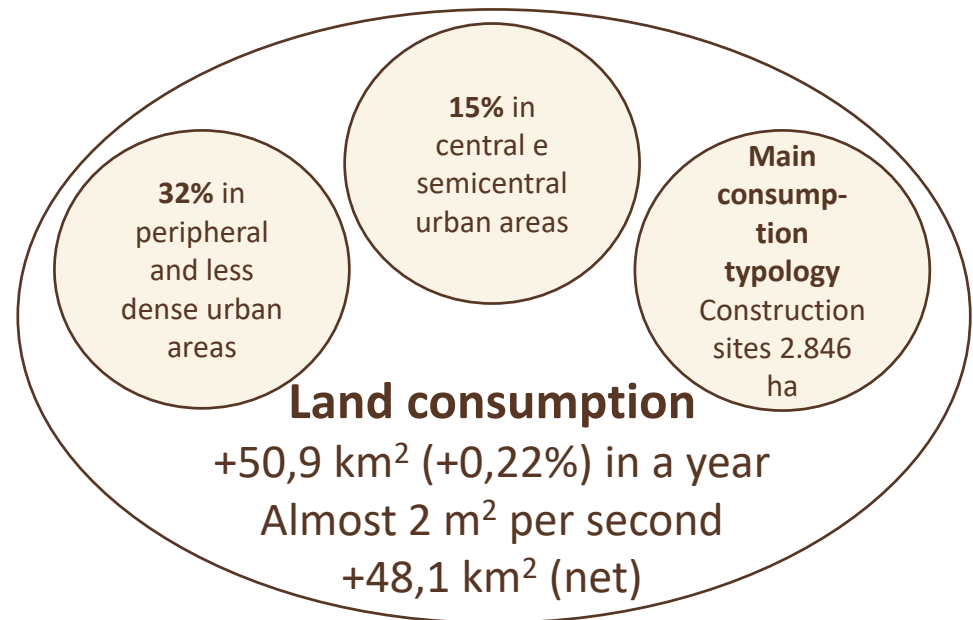 32% in
peripheral
and less
dense urban
areas
15% in
central e
semicentral
urban areas
Main
consump-
tion
typology
Construction
sites 2.846
ha
Land consumption
+50,9 km² (+0,22%) in a year
Almost 2 m² per second
+48,1 km² (net)